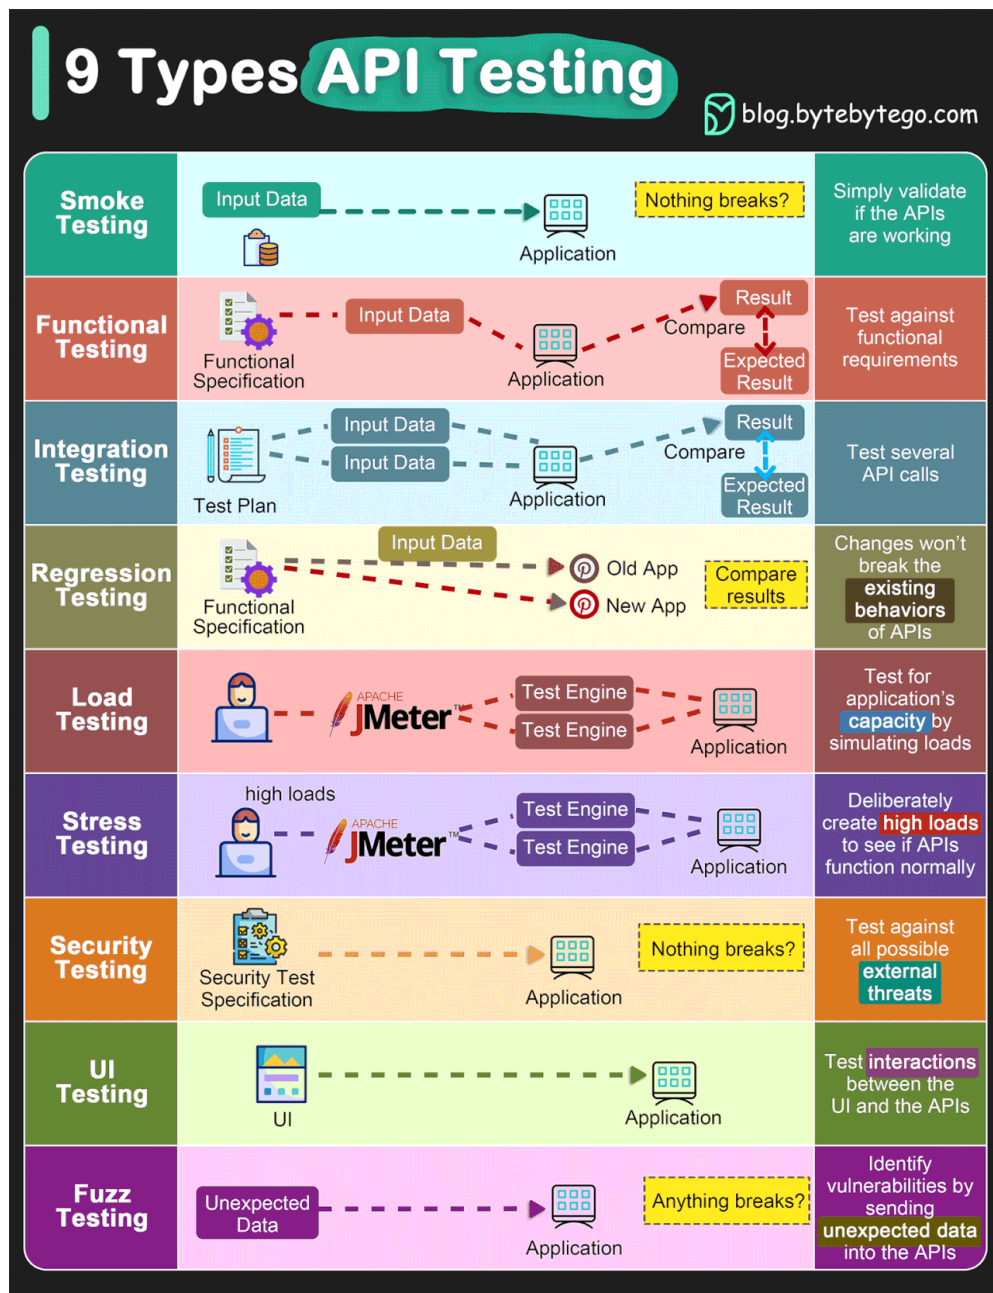 9 Types API Testing
blog.bytebytego.com
Smoke
Testing
Input Data
Application
Nothing breaks?
Simply validate
if the APIs
are working
Functional
Testing
Functional
Specification
Input Data
Application
Compare
Result
Expected
Result
Test against
functional
requirements
Integration
Testing
Test Plan
Input Data
Input Data
Application
Compare
Result
Expected
Result
Test several
API calls
Regression
Testing
Functional
Specification
Input Data
Old App
New App
Compare
results
Changes won't
break the
existing
behaviors
of APIs
Load
Testing
APACHE
JMeter™
Test Engine
Test Engine
Application
Test for
application's
capacity by
simulating loads
Stress
Testing
high loads
APACHE
JMeter™
Test Engine
Test Engine
Application
Deliberately
create high loads
to see if APIs
function normally
Security
Testing
Security Test
Specification
Application
Nothing breaks?
Test against
all possible
external
threats
UI
Testing
UI
Application
Test interactions
between the
UI and the APIs
Fuzz
Testing
Unexpected
Data
Application
Anything breaks?
Identify
vulnerabilities by
sending
unexpected data
into the APIs